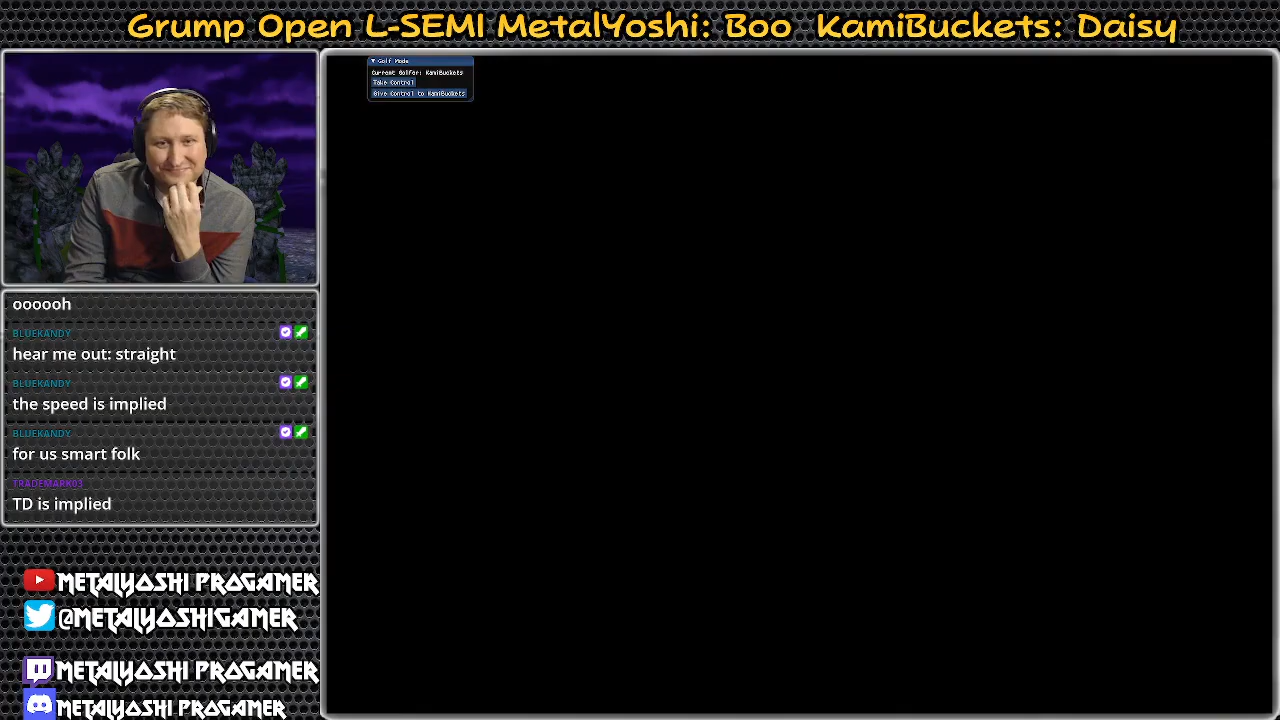 Grump Open L-SEMI MetalYoshi: Boo  KamiBuckets: Daisy
Golf Mode
Current Golfer: KamiBuckets
Take Control
Give Control to KamiBuckets
oooooh
BLUEKANDY
hear me out: straight
BLUEKANDY
the speed is implied
BLUEKANDY
for us smart folk
TRADEMARK03
TD is implied
METALYOSHI PROGAMER
@METALYOSHIGAMER
METALYOSHI PROGAMER
METALYOSHI PROGAMER